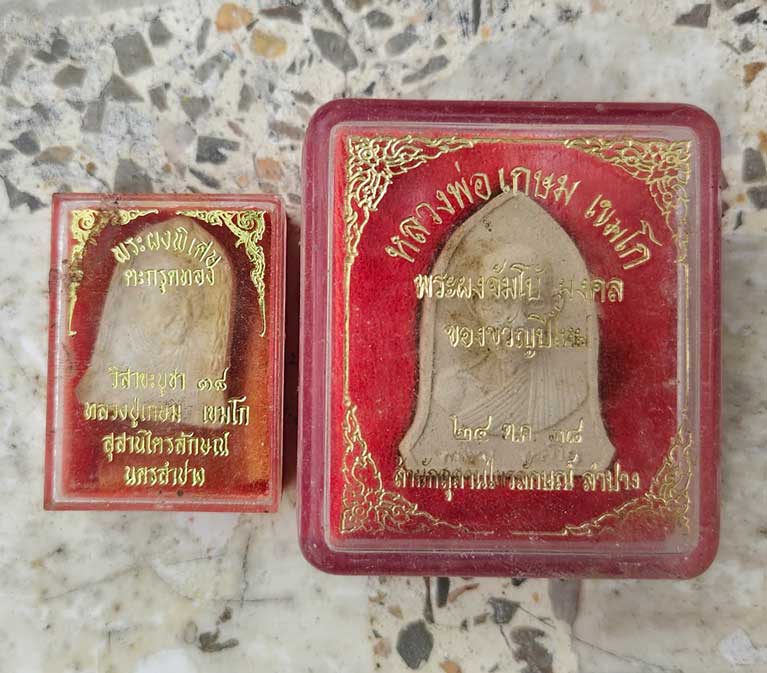 พระผงพิเศษ
ตะกรุดทอง
วิสาขะบูชา ๓๘
หลวงปู่เกษม เขมโก
สุสานไตรลักษณ์
นครลำปาง
หลวงพ่อ เกษม เขมโก
พระผงจัมโบ้ มงคล
ของขวัญปีใหม่
๒๘ ต.ค. ๓๘
สำนักสุสานไตรลักษณ์ ลำปาง